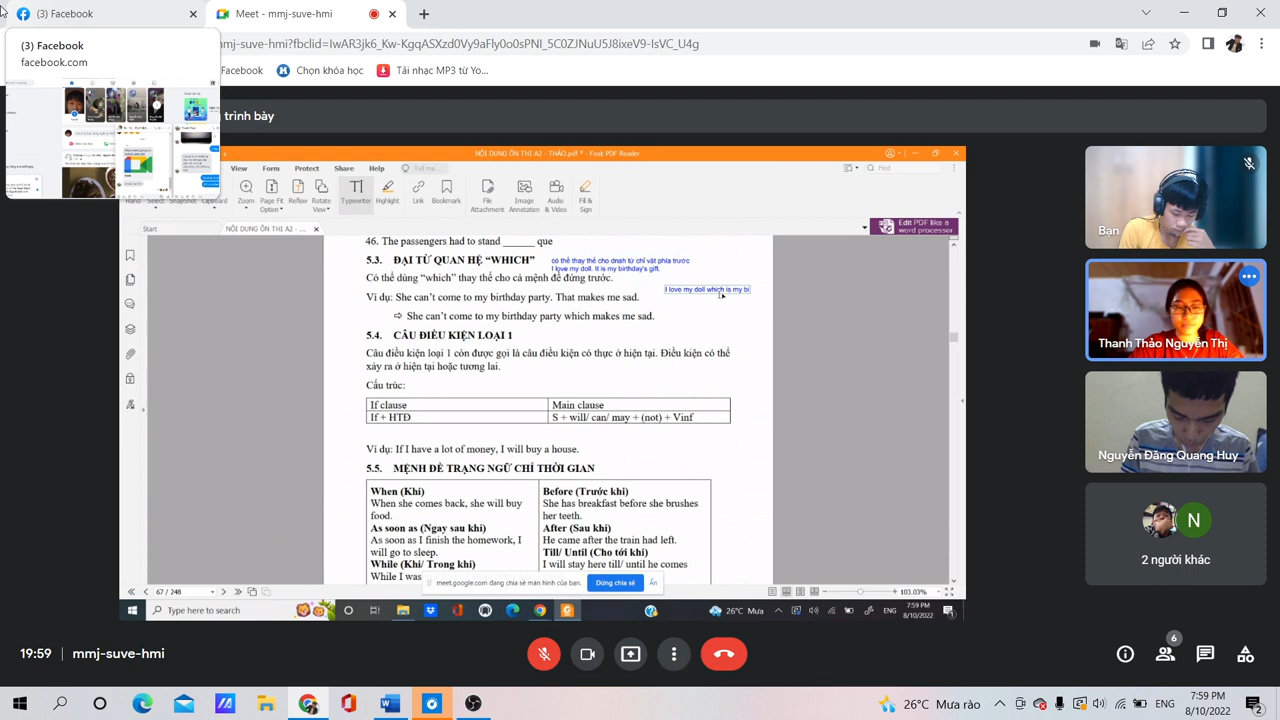 (3) Facebook
Meet - mmj-suve-hmi
(3) Facebook
facebook.com
mj-suve-hmi?fbclid=IwAR3jk6_Kw-KgqASXzd0Vy9aFly0o0sPNI_5C0ZJNuU5J8ixeV9-IsVC_U4g
Facebook
Chọn khóa học
Tải nhạc MP3 từ Yo...
trình bày
NỘI DUNG ÔN THI A2 - THẢO.pdf * - Foxit PDF Reader
View Form Protect Share Help Tell me... Find
Hand Select Snapshot Clipboard Zoom Page Fit Option Reflow Rotate View Typewriter Highlight Link Bookmark File Attachment Image Annotation Audio & Video Fill & Sign
Start
NỘI DUNG ÔN THI A2 - ...
Edit PDF like a word processor
46. The passengers had to stand ______ que
5.3. ĐẠI TỪ QUAN HỆ “WHICH”
có thể thay thế cho dnah từ chỉ vật phía trước
I love my doll. It is my birthday's gift.
Có thể dùng “which” thay thế cho cả mệnh đề đứng trước.
I love my doll which is my bi
Ví dụ: She can’t come to my birthday party. That makes me sad.
⇨ She can’t come to my birthday party which makes me sad.
5.4. CÂU ĐIỀU KIỆN LOẠI 1
Câu điều kiện loại 1 còn được gọi là câu điều kiện có thực ở hiện tại. Điều kiện có thể
xảy ra ở hiện tại hoặc tương lai.
Cấu trúc:
If clause Main clause
If + HTĐ S + will/ can/ may + (not) + Vinf
Ví dụ: If I have a lot of money, I will buy a house.
5.5. MỆNH ĐỀ TRẠNG NGỮ CHỈ THỜI GIAN
When (Khi)
When she comes back, she will buy
food.
As soon as (Ngay sau khi)
As soon as I finish the homework, I
will go to sleep.
While (Khi/ Trong khi)
While I was
Before (Trước khi)
She has breakfast before she brushes
her teeth.
After (Sau khi)
He came after the train had left.
Till/ Until (Cho tới khi)
I will stay here till/ until he comes
meet.google.com đang chia sẻ màn hình của bạn.
Dừng chia sẻ
Ẩn
67 / 248
103.03%
Type here to search
26°C Mưa
ENG
7:59 PM
8/10/2022
1
Ban
Thanh Thảo Nguyễn Thị
Nguyễn Đăng Quang Huy
N
2 người khác
19:59
mmj-suve-hmi
6
26°C Mưa rào
ENG
7:59 PM
8/10/2022
2